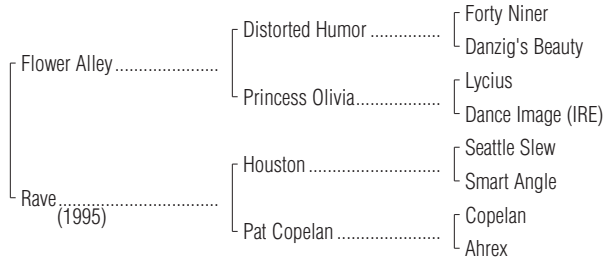 Forty Niner
Distorted Humor ...............
Danzig's Beauty
Flower Alley ......................
Lycius
Princess Olivia..................
Dance Image (IRE)
Seattle Slew
Houston ............................
Smart Angle
Rave..................................
(1995)
Copelan
Pat Copelan ......................
Ahrex